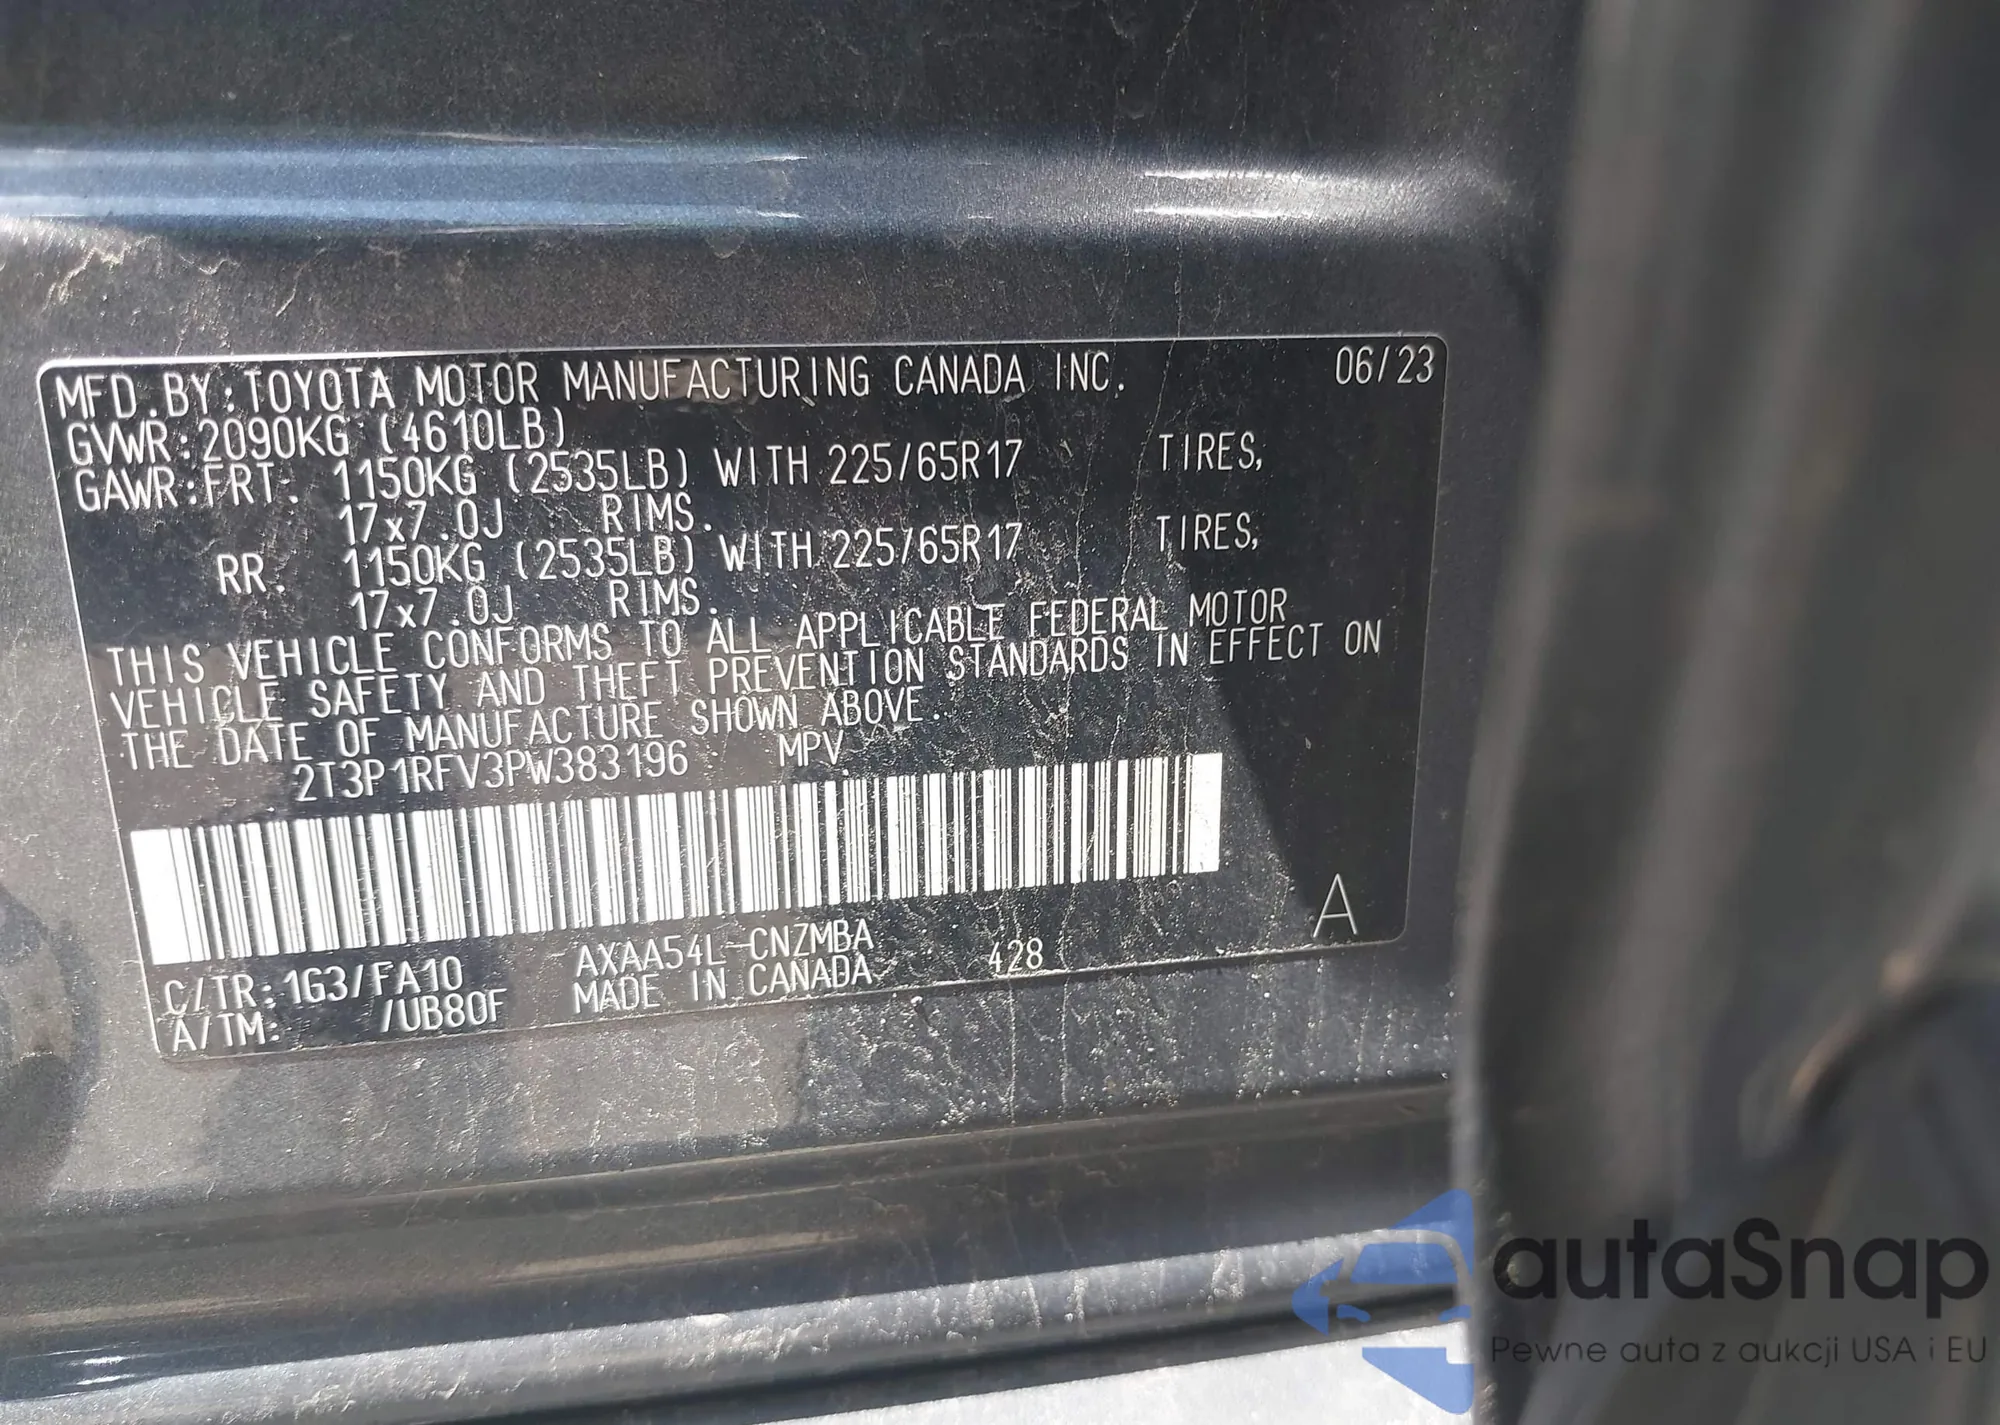 MFD.BY:TOYOTA MOTOR MANUFACTURING CANADA INC. 06/23
GVWR:2090KG (4610LB)
GAWR:FRT. 1150KG (2535LB) WITH 225/65R17 TIRES,
17x7.0J RIMS.
RR. 1150KG (2535LB) WITH 225/65R17 TIRES,
17x7.0J RIMS.
THIS VEHICLE CONFORMS TO ALL APPLICABLE FEDERAL MOTOR
VEHICLE SAFETY AND THEFT PREVENTION STANDARDS IN EFFECT ON
THE DATE OF MANUFACTURE SHOWN ABOVE.
2T3P1RFV3PW383196 MPV
A
C/TR:1G3/FA10 AXAA54L-CNZMBA 428
A/TM: /UB80F MADE IN CANADA
autaSnap
Pewne auta z aukcji USA i EU